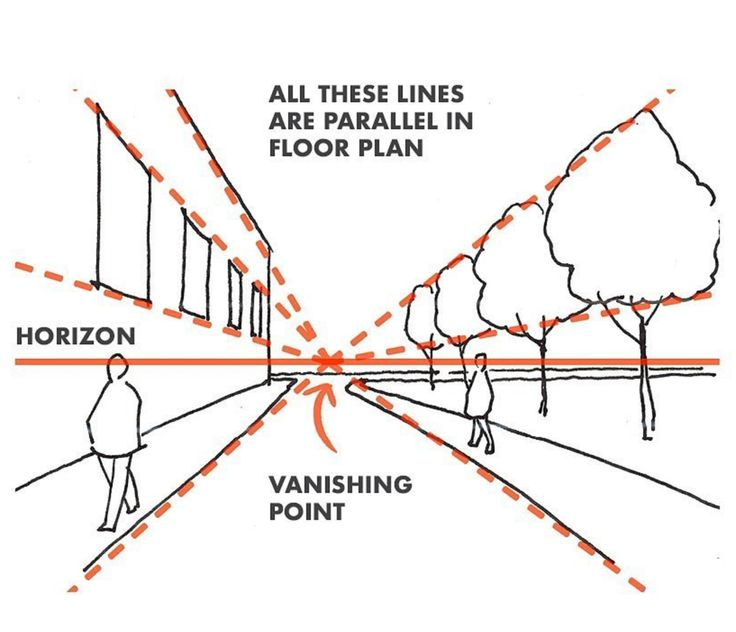 ALL THESE LINES
ARE PARALLEL IN
FLOOR PLAN
HORIZON
VANISHING
POINT